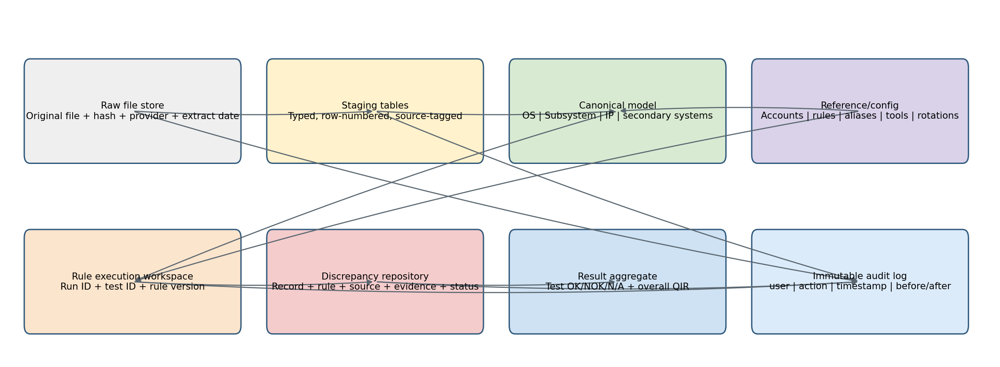 Raw file store
Original file + hash + provider + extract date
Staging tables
Typed, row-numbered, source-tagged
Canonical model
OS | Subsystem | IP | secondary systems
Reference/config
Accounts | rules | aliases | tools | rotations
Rule execution workspace
Run ID + test ID + rule version
Discrepancy repository
Record + rule + source + evidence + status
Result aggregate
Test OK/NOK/N/A + overall QIR
Immutable audit log
user | action | timestamp | before/after